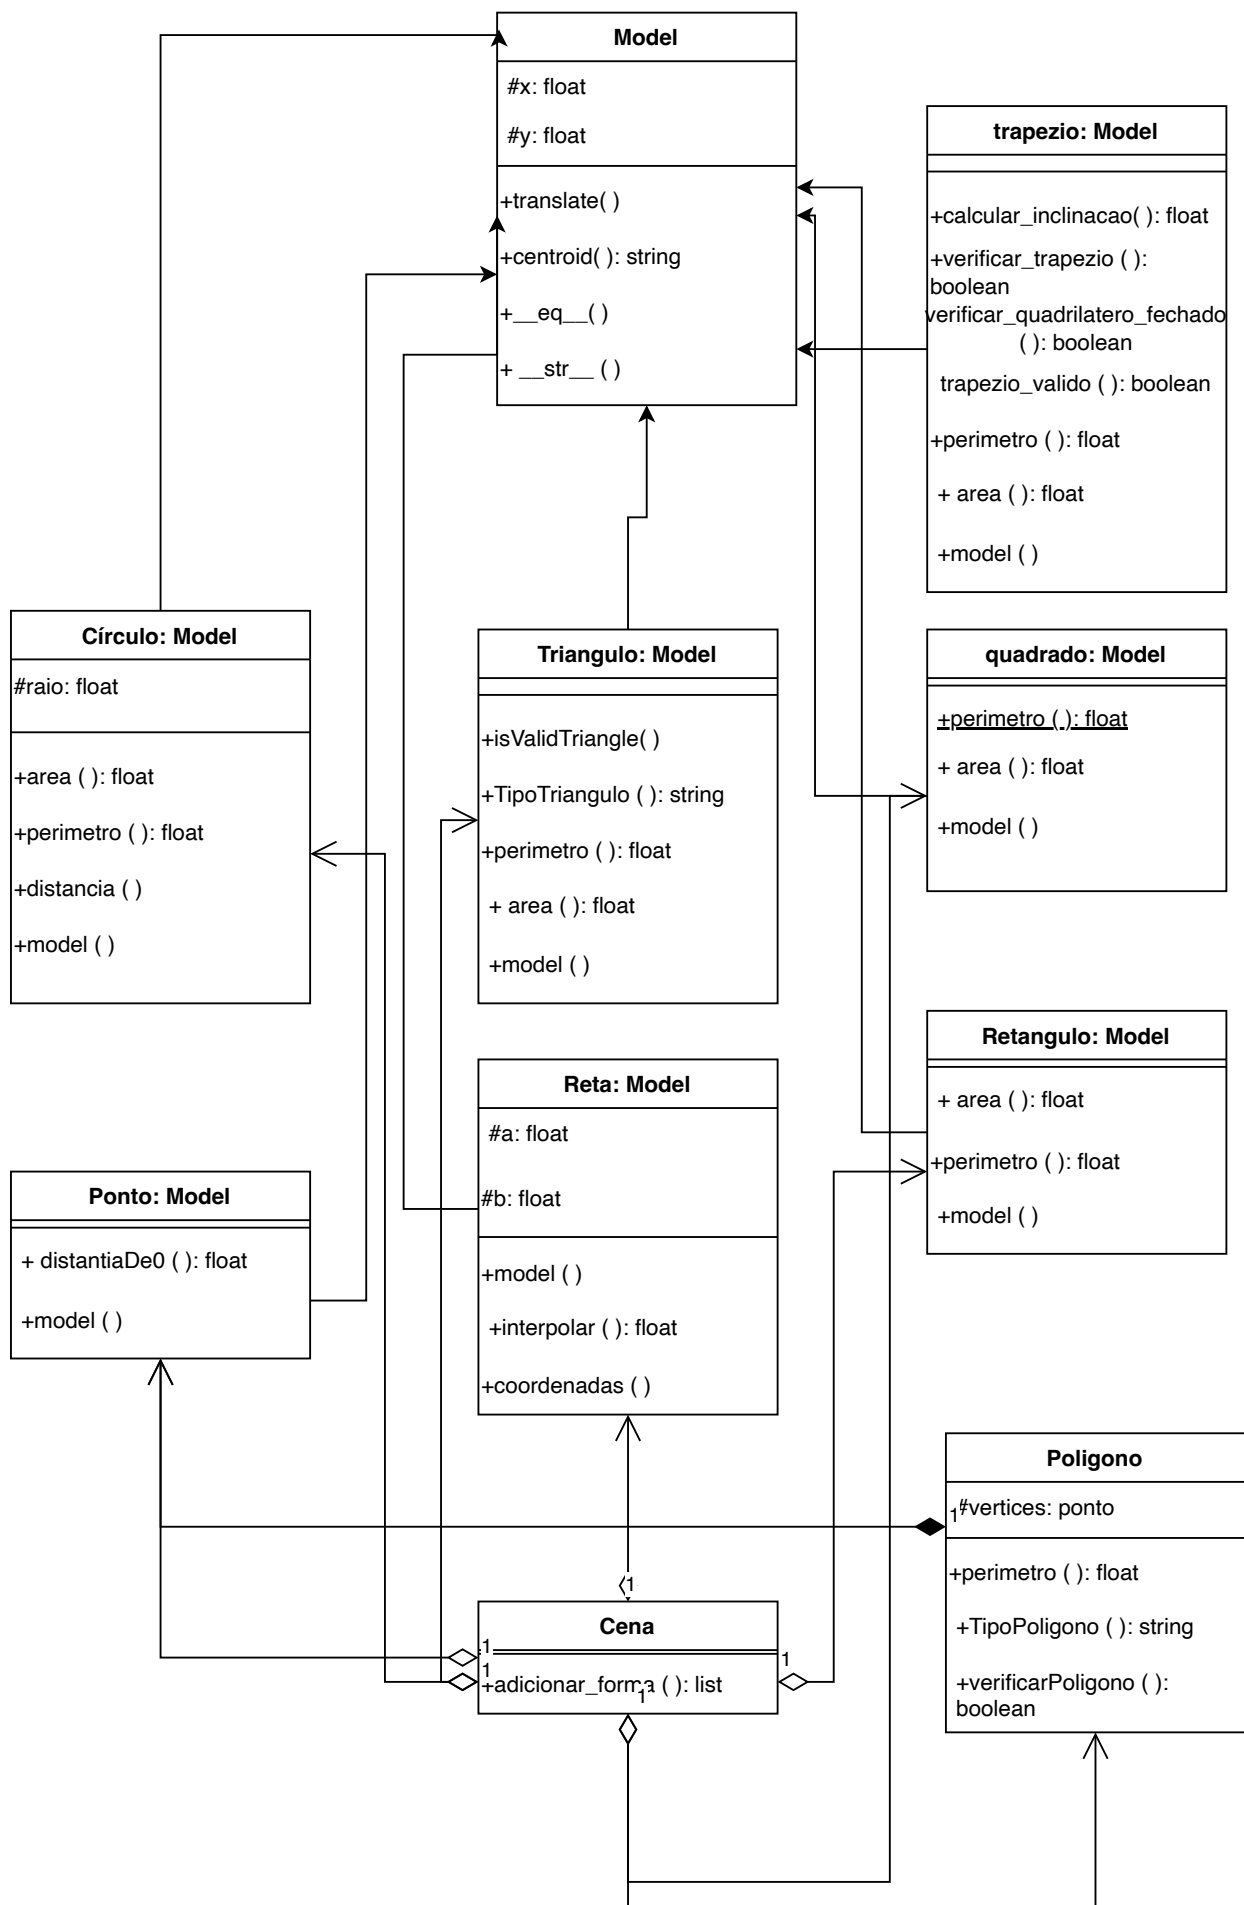 Model
#x: float
#y: float
+translate( )
+centroid( ): string
+__eq__( )
+ __str__ ( )
trapezio: Model
+calcular_inclinacao( ): float
+verificar_trapezio ( ):
boolean
verificar_quadrilatero_fechado
( ): boolean
trapezio_valido ( ): boolean
+perimetro ( ): float
+ area ( ): float
+model ( )
Círculo: Model
#raio: float
+area ( ): float
+perimetro ( ): float
+distancia ( )
+model ( )
Triangulo: Model
+isValidTriangle( )
+TipoTriangulo ( ): string
+perimetro ( ): float
+ area ( ): float
+model ( )
quadrado: Model
+perimetro ( ): float
+ area ( ): float
+model ( )
Retangulo: Model
+ area ( ): float
+perimetro ( ): float
+model ( )
Reta: Model
#a: float
#b: float
+model ( )
+interpolar ( ): float
+coordenadas ( )
Ponto: Model
+ distantiaDe0 ( ): float
+model ( )
Poligono
1
#vertices: ponto
+perimetro ( ): float
+TipoPoligono ( ): string
+verificarPoligono ( ):
boolean
1
Cena
1
1
1
+adicionar_forma ( ): list
1